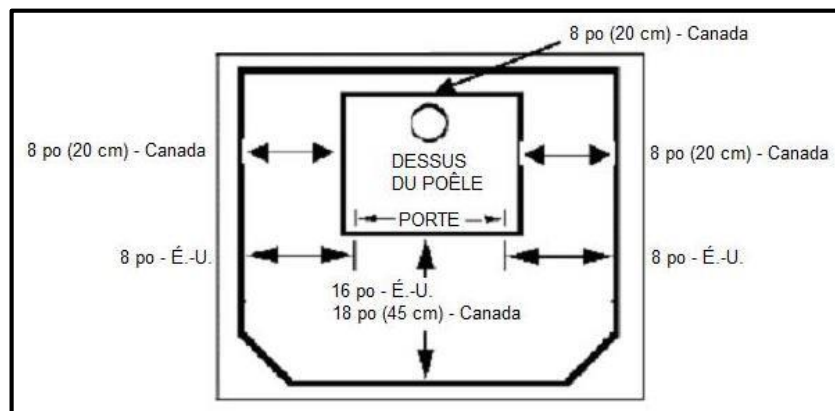 8 po (20 cm) - Canada
8 po (20 cm) - Canada
8 po (20 cm) - Canada
DESSUS
DU POÊLE
PORTE
8 po - É.-U.
8 po - É.-U.
16 po - É.-U.
18 po (45 cm) - Canada